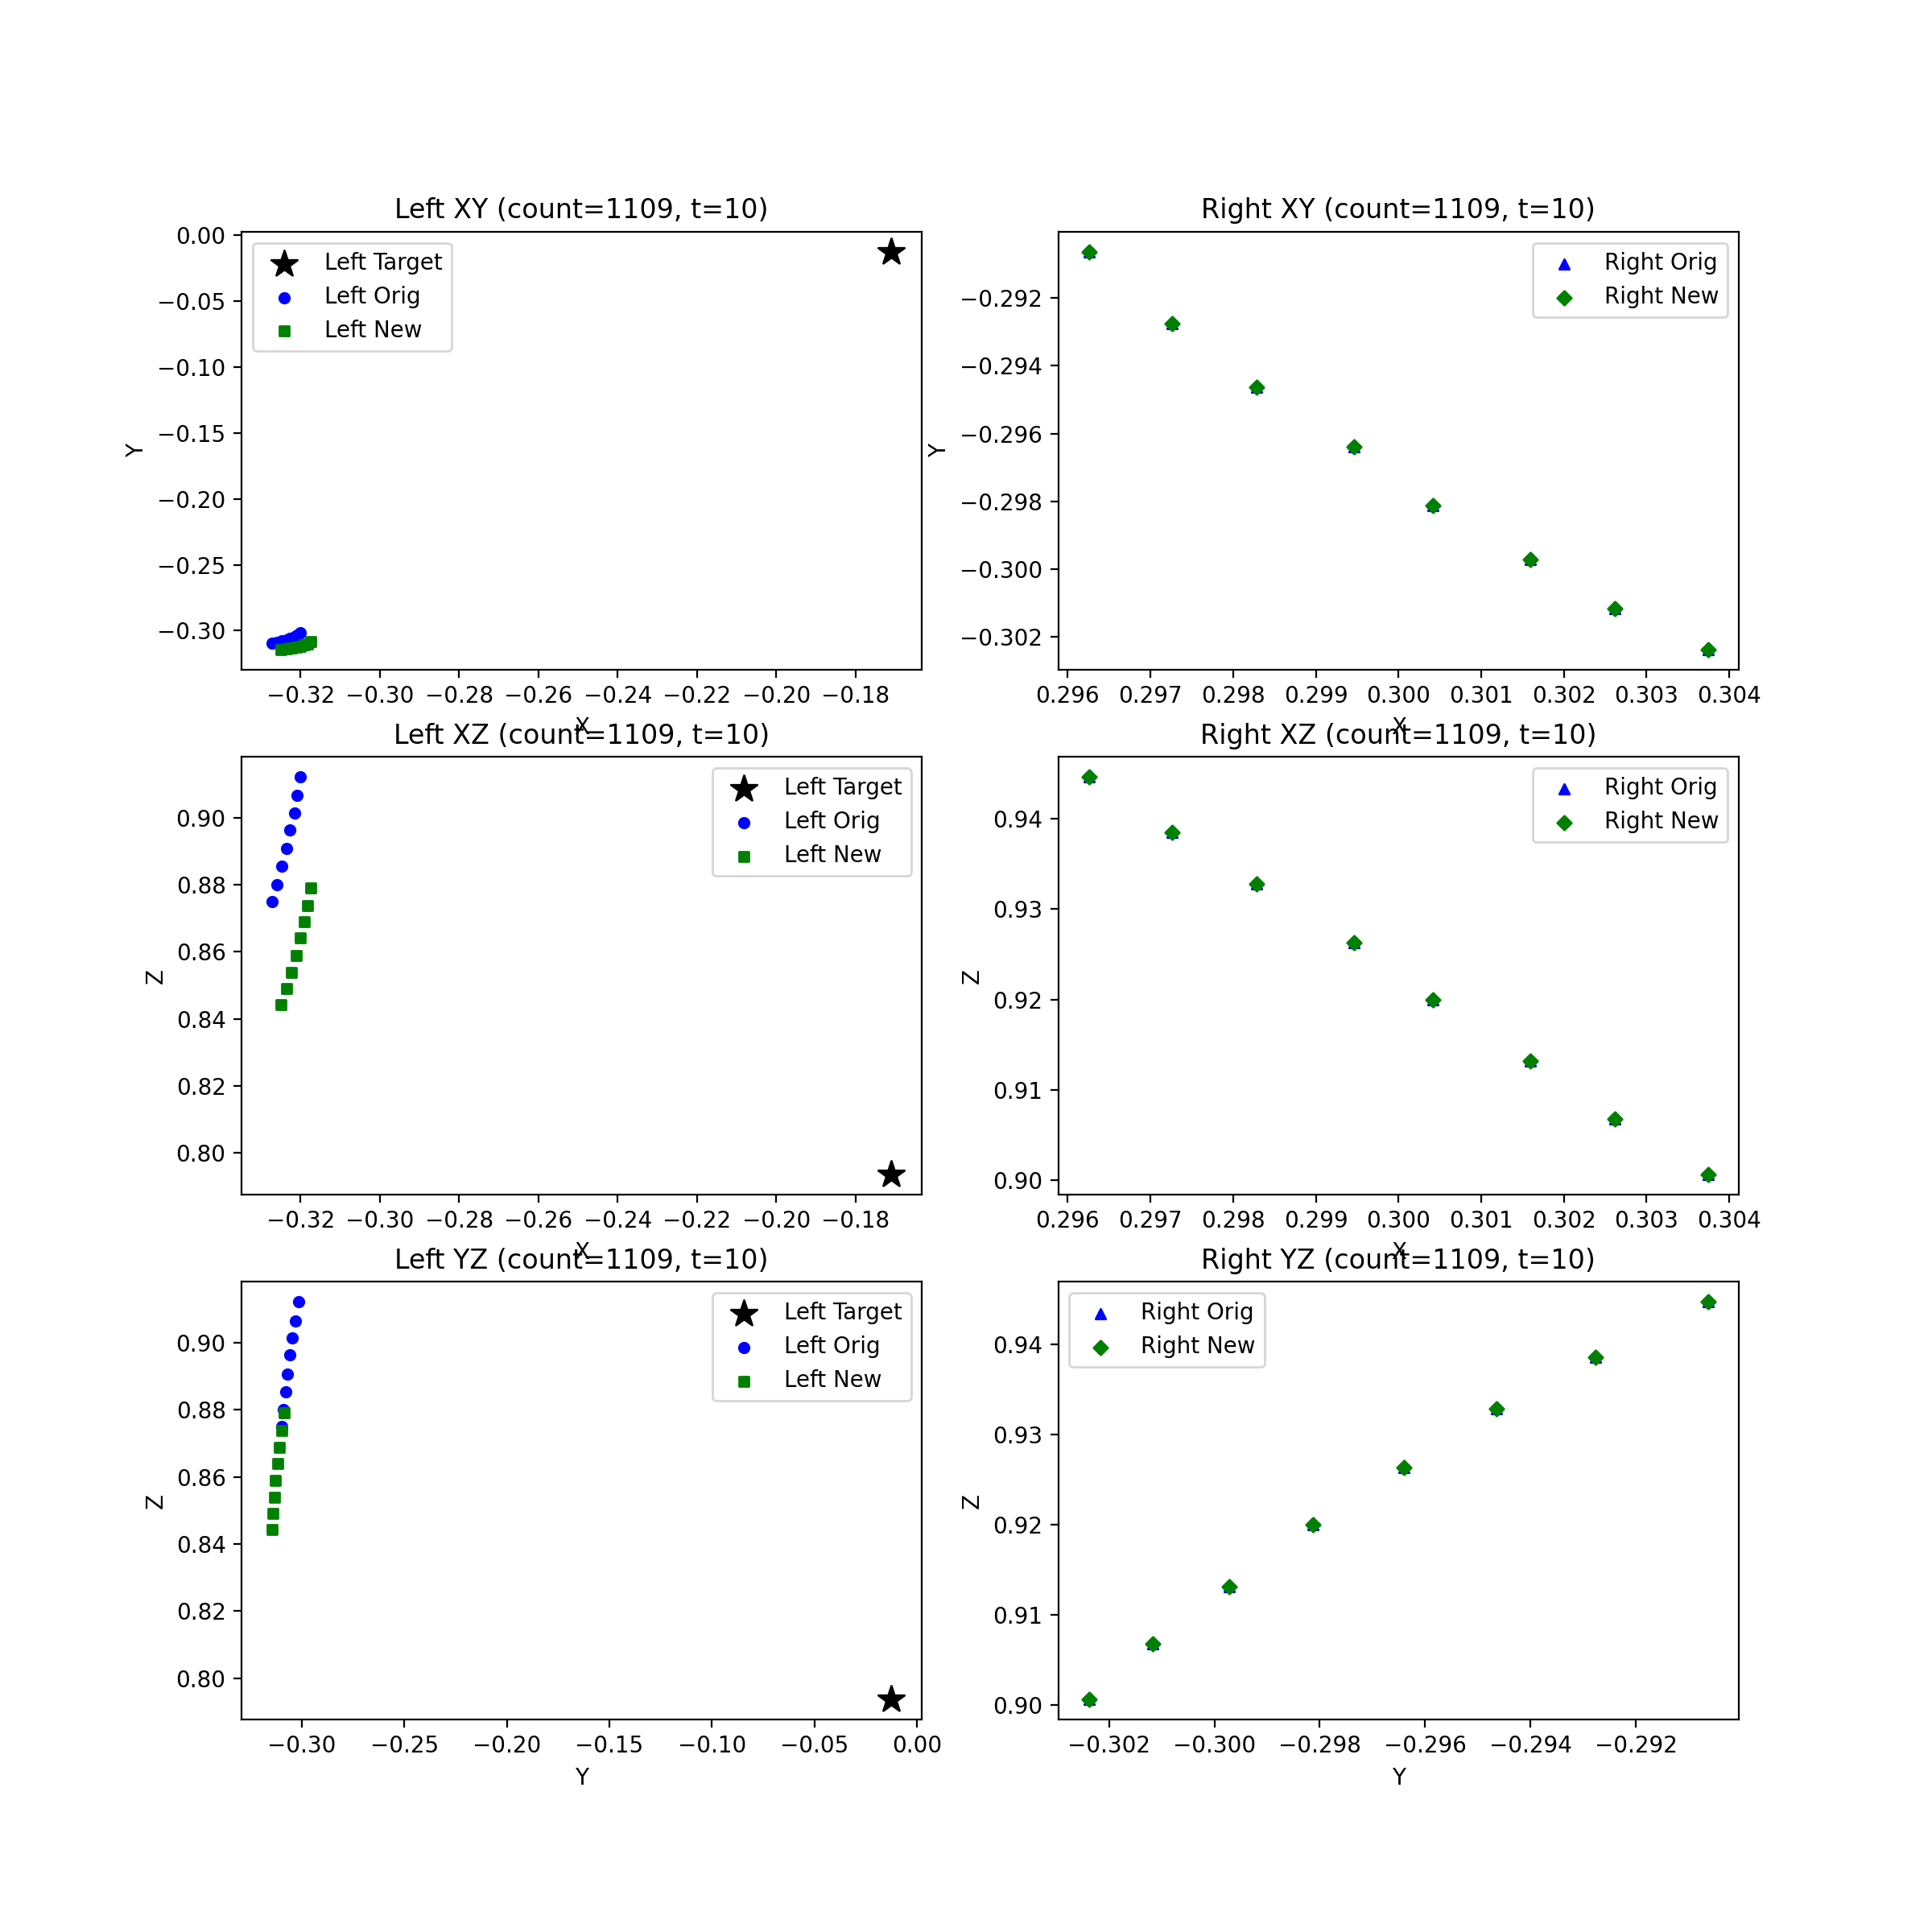 Left XY (count=1109, t=10)
0.00
−0.05
−0.10
−0.15
−0.20
−0.25
−0.30
Y
Left Target
Left Orig
Left New
−0.32 −0.30 −0.28 −0.26 −0.24 −0.22 −0.20 −0.18
X
Right XY (count=1109, t=10)
−0.292
−0.294
−0.296
−0.298
−0.300
−0.302
Y
Right Orig
Right New
0.296 0.297 0.298 0.299 0.300 0.301 0.302 0.303 0.304
X
Left XZ (count=1109, t=10)
0.90
0.88
0.86
0.84
0.82
0.80
Z
Left Target
Left Orig
Left New
−0.32 −0.30 −0.28 −0.26 −0.24 −0.22 −0.20 −0.18
X
Right XZ (count=1109, t=10)
0.94
0.93
0.92
0.91
0.90
Z
Right Orig
Right New
0.296 0.297 0.298 0.299 0.300 0.301 0.302 0.303 0.304
X
Left YZ (count=1109, t=10)
0.90
0.88
0.86
0.84
0.82
0.80
Z
Left Target
Left Orig
Left New
−0.30 −0.25 −0.20 −0.15 −0.10 −0.05 0.00
Y
Right YZ (count=1109, t=10)
0.94
0.93
0.92
0.91
0.90
Z
Right Orig
Right New
−0.302 −0.300 −0.298 −0.296 −0.294 −0.292
Y